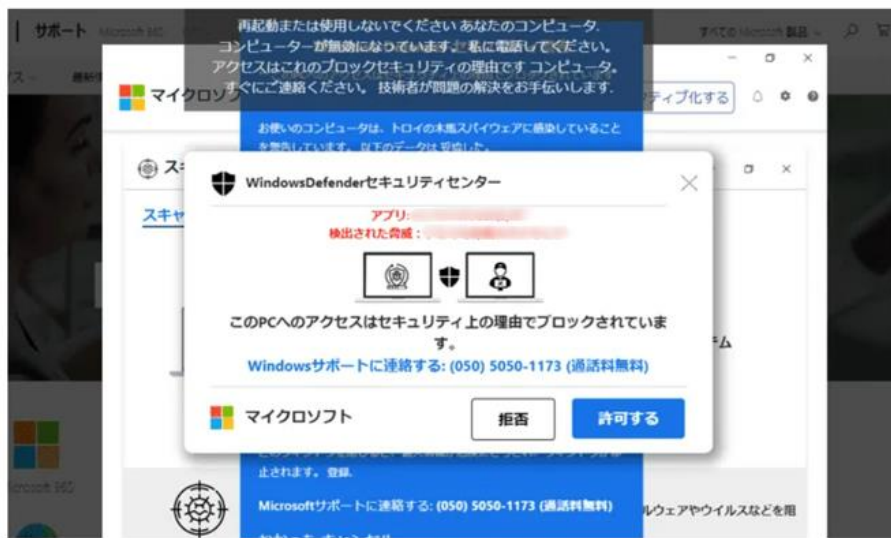 再起動または使用しないでください あなたのコンピュータ.
コンピューターが無効になっています。 私に電話してください。
アクセスはこれのブロックセキュリティの理由です コンピュータ。
すぐにご連絡ください。 技術者が問題の解決をお手伝いします.
サポート
Microsoft 365
すべての Microsoft 製品
マイクロソフ
ティブ化する
お使いのコンピュータは、トロイの木馬スパイウェアに感染していること
を警告しています。 以下のデータは
スキ
スキャ
WindowsDefenderセキュリティセンター
アプリ:
検出された脅威:
このPCへのアクセスはセキュリティ上の理由でブロックされていま
す。
Windowsサポートに連絡する: (050) 5050-1173 (通話料無料)
テム
マイクロソフト
拒否
許可する
止されます。 登録.
Microsoft 365
Microsoftサポートに連絡する: (050) 5050-1173 (通話料無料)
ルウェアやウイルスなどを阻